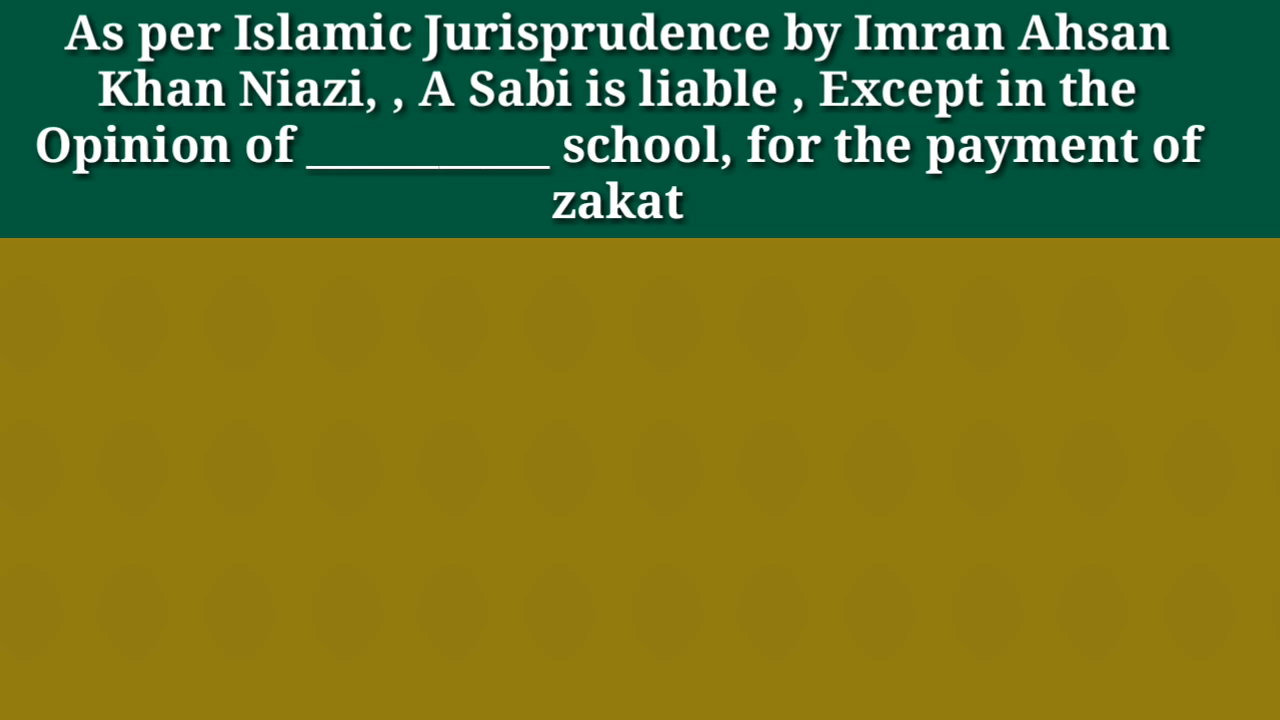 As per Islamic Jurisprudence by Imran Ahsan
Khan Niazi, , A Sabi is liable , Except in the
Opinion of ___________ school, for the payment of
zakat